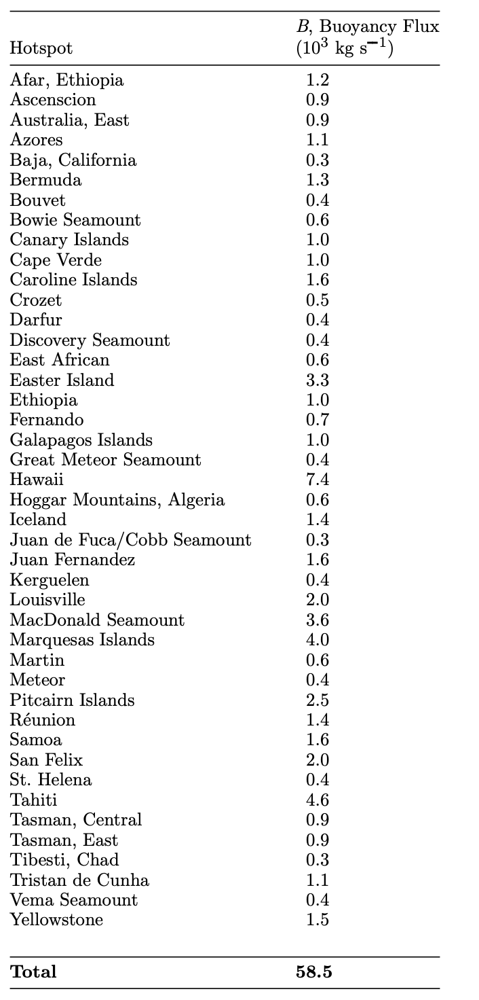 B, Buoyancy Flux
Hotspot (10³ kg s⁻¹)
Afar, Ethiopia 1.2
Ascenscion 0.9
Australia, East 0.9
Azores 1.1
Baja, California 0.3
Bermuda 1.3
Bouvet 0.4
Bowie Seamount 0.6
Canary Islands 1.0
Cape Verde 1.0
Caroline Islands 1.6
Crozet 0.5
Darfur 0.4
Discovery Seamount 0.4
East African 0.6
Easter Island 3.3
Ethiopia 1.0
Fernando 0.7
Galapagos Islands 1.0
Great Meteor Seamount 0.4
Hawaii 7.4
Hoggar Mountains, Algeria 0.6
Iceland 1.4
Juan de Fuca/Cobb Seamount 0.3
Juan Fernandez 1.6
Kerguelen 0.4
Louisville 2.0
MacDonald Seamount 3.6
Marquesas Islands 4.0
Martin 0.6
Meteor 0.4
Pitcairn Islands 2.5
Réunion 1.4
Samoa 1.6
San Felix 2.0
St. Helena 0.4
Tahiti 4.6
Tasman, Central 0.9
Tasman, East 0.9
Tibesti, Chad 0.3
Tristan de Cunha 1.1
Vema Seamount 0.4
Yellowstone 1.5
Total 58.5